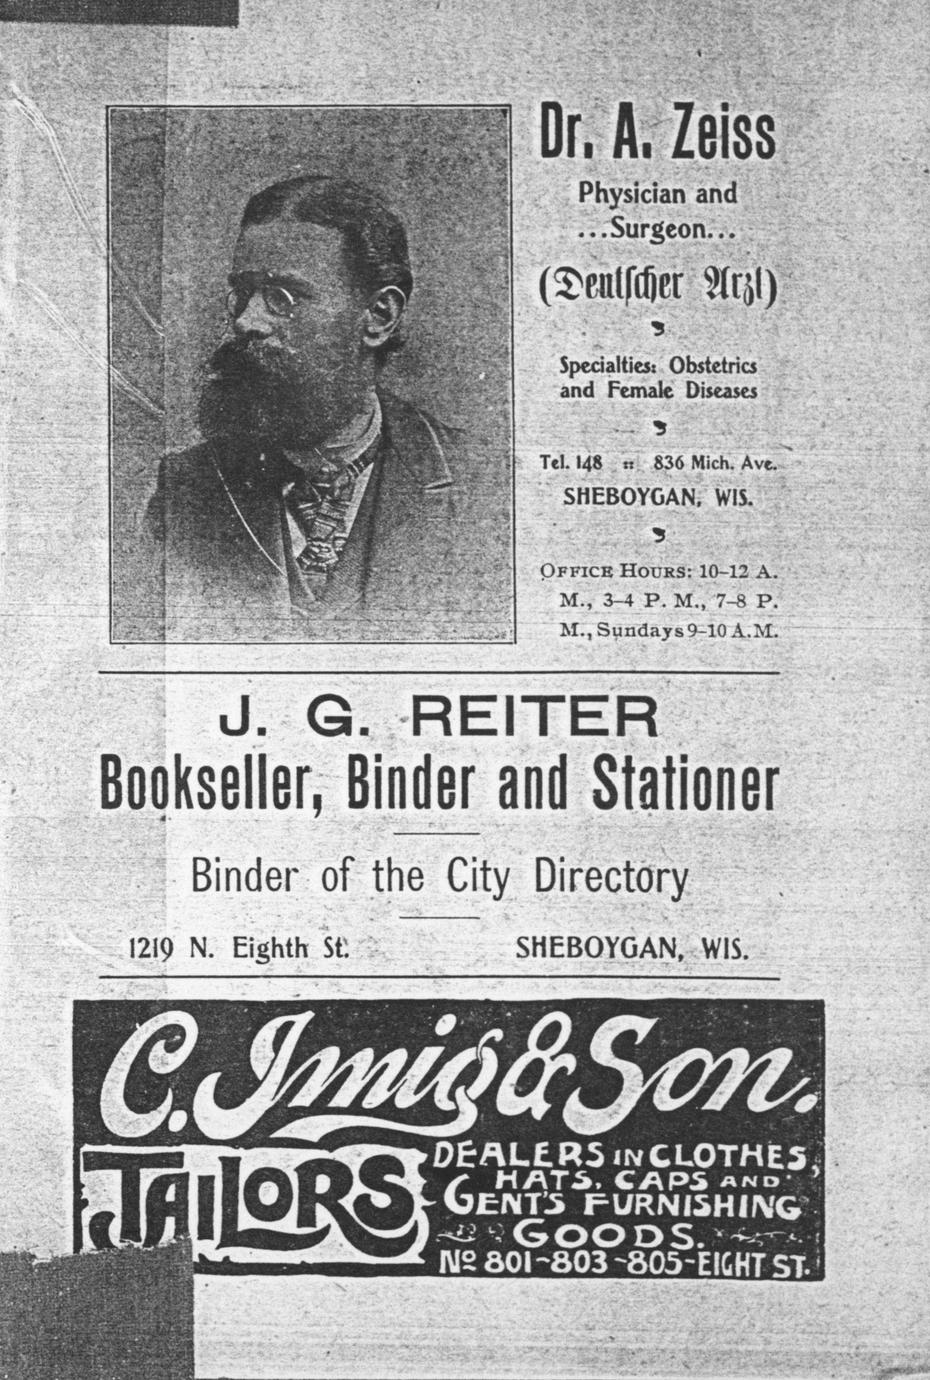 Dr. A. Zeiss
Physician and
...Surgeon...
(Deutſcher Arzt)
Specialties: Obstetrics
and Female Diseases
Tel. 148 :: 836 Mich. Ave.
SHEBOYGAN, WIS.
OFFICE HOURS: 10–12 A.
M., 3–4 P. M., 7–8 P.
M., Sundays 9–10 A.M.
J. G. REITER
Bookseller, Binder and Stationer
Binder of the City Directory
1219 N. Eighth St.
SHEBOYGAN, WIS.
C. Imig & Son.
TAILORS
DEALERS IN CLOTHES,
HATS, CAPS AND
GENT'S FURNISHING
GOODS.
No 801-803-805-EIGHT ST.